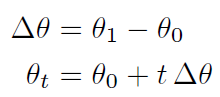 Δθ = θ₁ − θ₀
θₜ = θ₀ + t Δθ